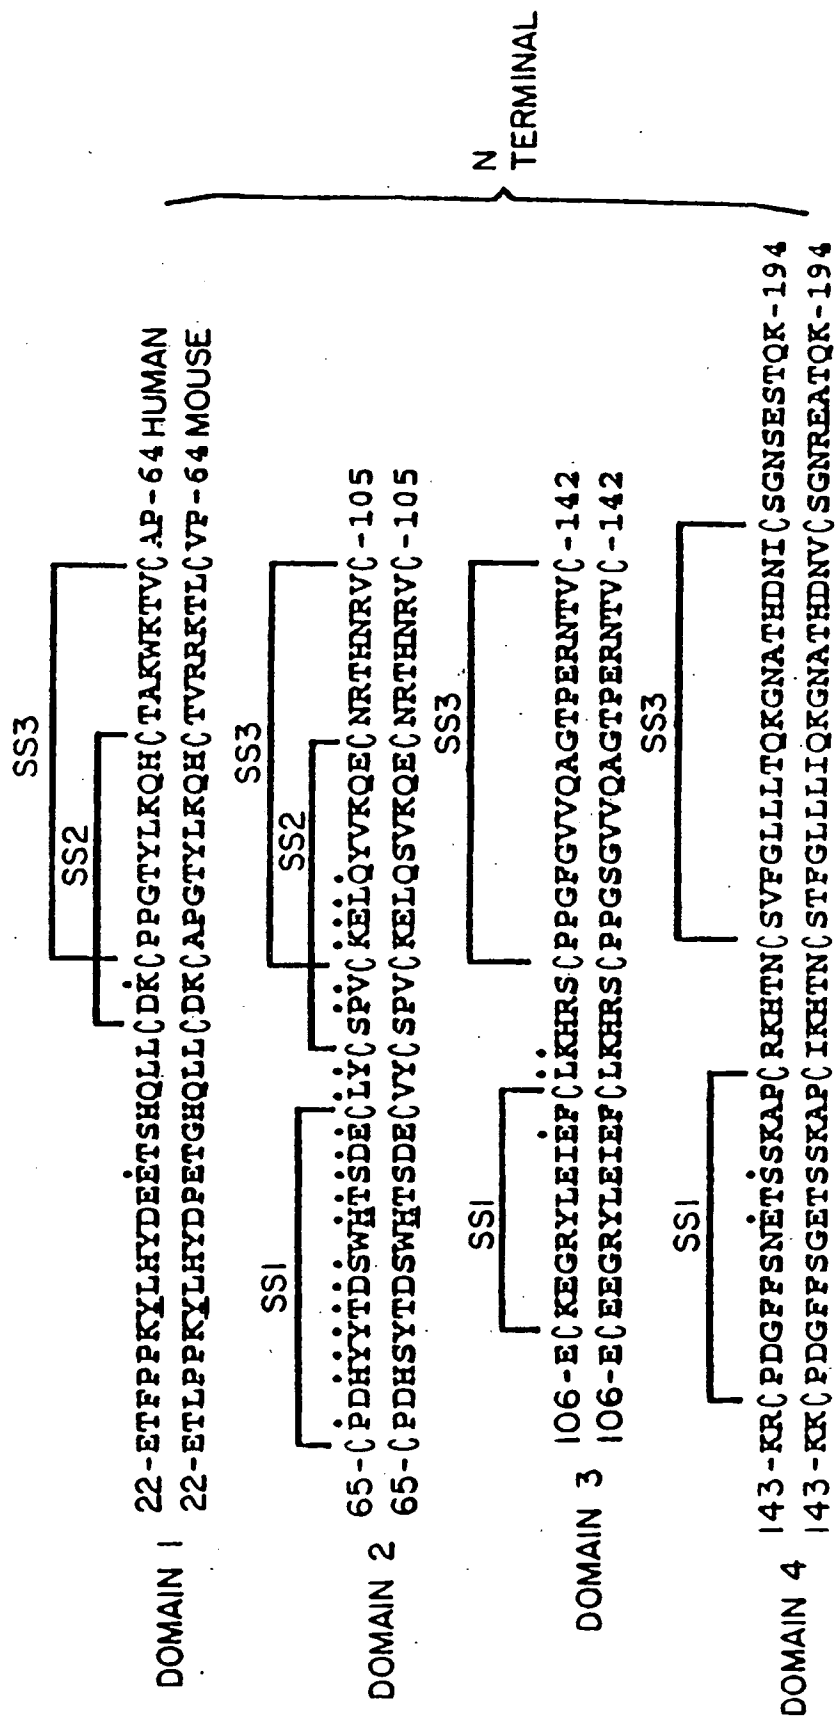 SS3
SS2
DOMAIN 1 22-ETFPPKYLHYDEETSHQLLCDKCPPGTYLKQHCTAKWKTVCAP-64 HUMAN
22-ETLPPKYLHYDPETGHQLLCDKCAPGTYLKQHCTVRRKTLCVP-64 MOUSE
SS3
SS1
SS2
DOMAIN 2 65-CPDHYYTDSWHTSDECLYCSPVCKELQYVKQECNRTHNRVC-105
65-CPDHSYTDSWHTSDECVYCSPVCKELQSVKQECNRTHNRVC-105
SS1
SS3
DOMAIN 3 106-ECKEGRYLEIEFCLKHRSCPPGFGVVQAGTPERNTVC-142
106-ECEEGRYLEIEFCLKHRSCPPGSGVVQAGTPERNTVC-142
SS1
SS3
DOMAIN 4 143-KRCPDGFFSNETSSKAPCRKHTNCSVFGLLLTQKGNATHDNICSGNSESTQK-194
143-KKCPDGFFSGETSSKAPCIKHTNCSTFGLLLIQKGNATHDNVCSGNREATQK-194
N
TERMINAL